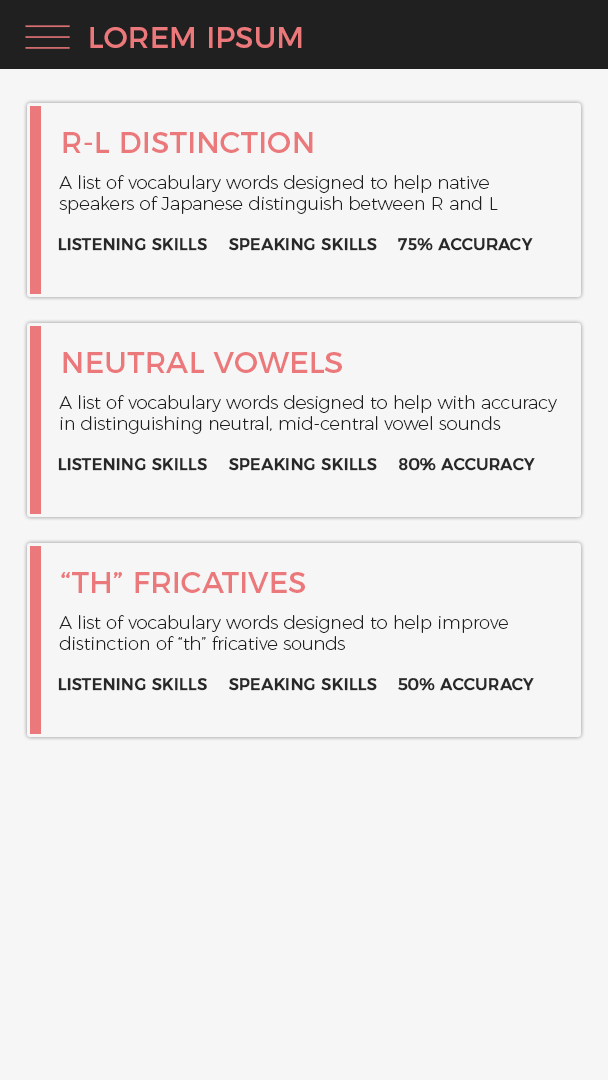 LOREM IPSUM
R-L DISTINCTION
A list of vocabulary words designed to help native
speakers of Japanese distinguish between R and L
LISTENING SKILLS SPEAKING SKILLS 75% ACCURACY
NEUTRAL VOWELS
A list of vocabulary words designed to help with accuracy
in distinguishing neutral, mid-central vowel sounds
LISTENING SKILLS SPEAKING SKILLS 80% ACCURACY
“TH” FRICATIVES
A list of vocabulary words designed to help improve
distinction of “th” fricative sounds
LISTENING SKILLS SPEAKING SKILLS 50% ACCURACY